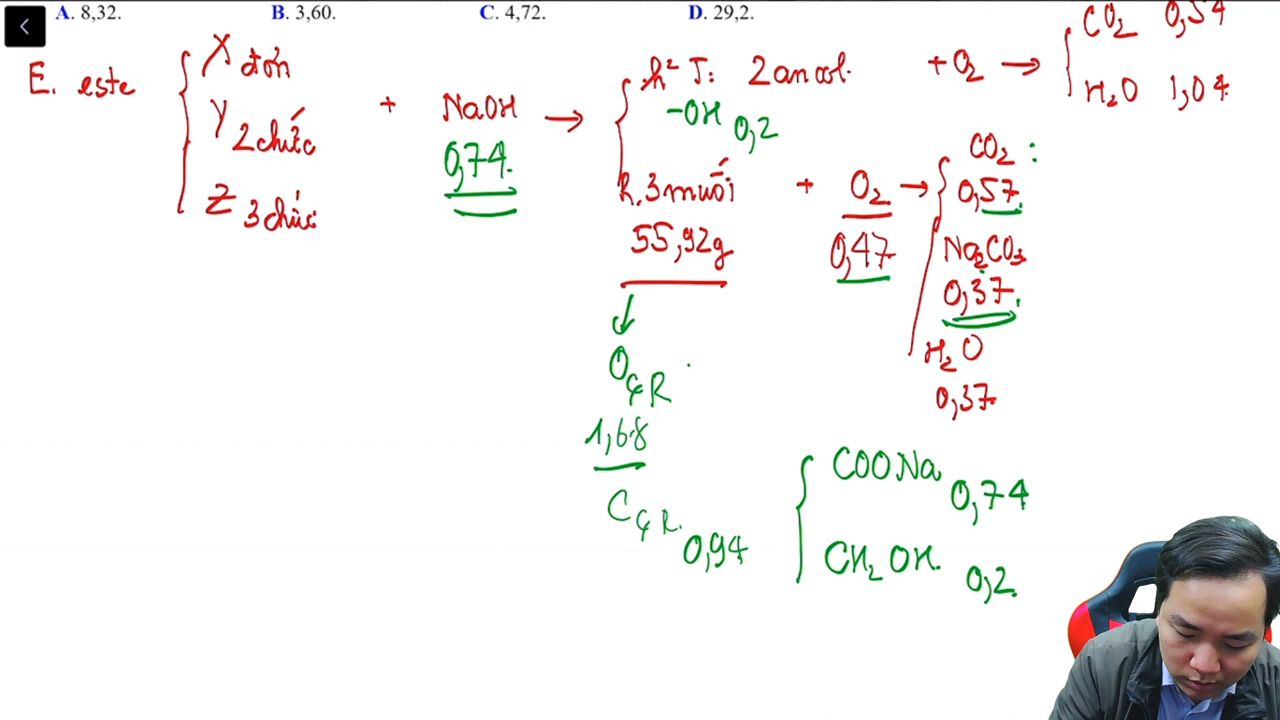 A. 8,32. B. 3,60. C. 4,72. D. 29,2.
E. este
X đơn
Y 2 chức
Z 3 chức
+ NaOH →
0,74.
h² T: 2 ancol.
-OH 0,2
+ O₂ →
CO₂ 0,54
H₂O 1,04
h. 3 muối
55,92g
+ O₂ →
0,47
CO₂ :
0,57
Na₂CO₃
0,37.
H₂O
0,37.
↓
O
1,68
C
0,94
COONa 0,74
CH₂OH. 0,2.